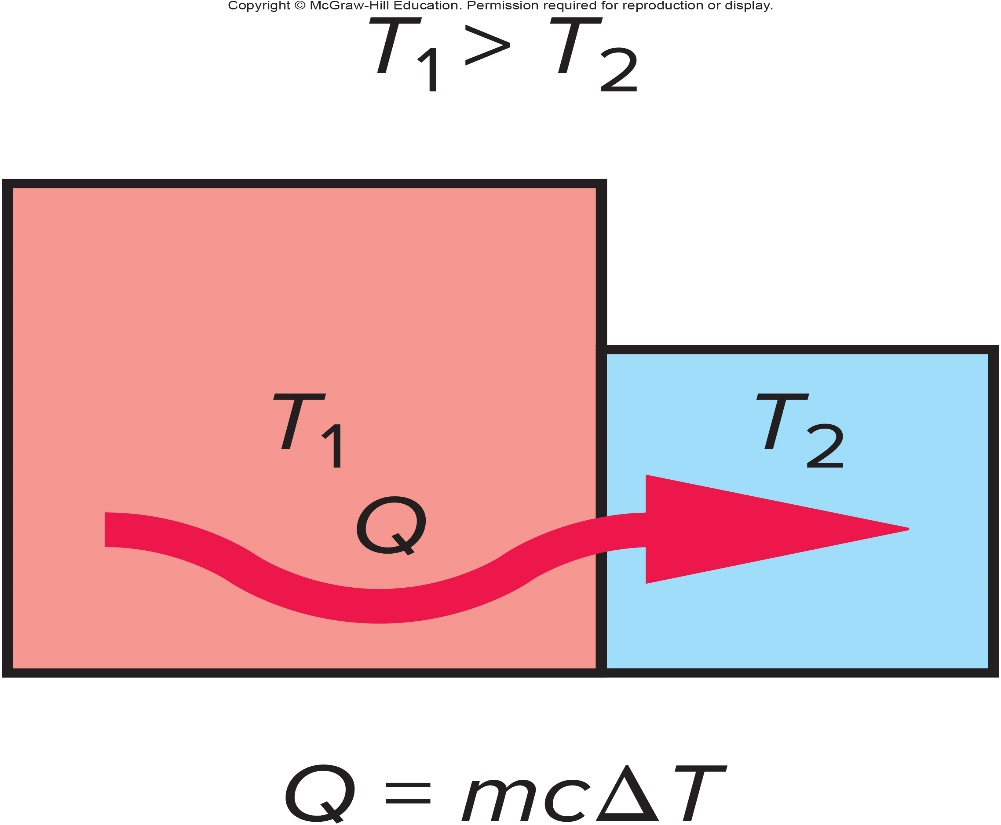 Copyright © McGraw-Hill Education. Permission required for reproduction or display.
T₁ > T₂
T₁
T₂
Q
Q = mcΔT